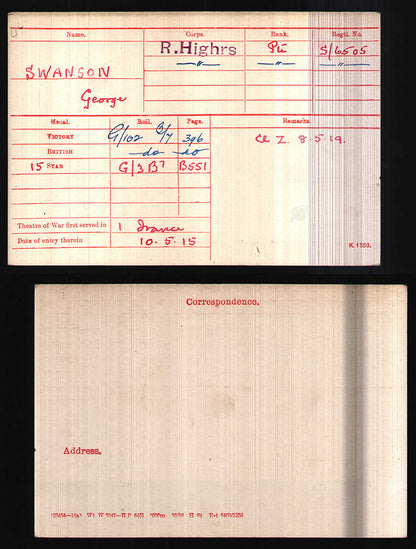 Name. Corps. Rank. Regtl. No.
R.Highrs Pte S/6505
SWANSON —"— —"— —"—
George
Medal. Roll. Page. Remarks.
VICTORY G/102 396 Cl Z. 8.5.19.
BRITISH —do— do
15 STAR G/3 B7 B551
Theatre of War first served in 1 France
Date of entry therein 10.5.15
K 1380.
Correspondence.
Address.